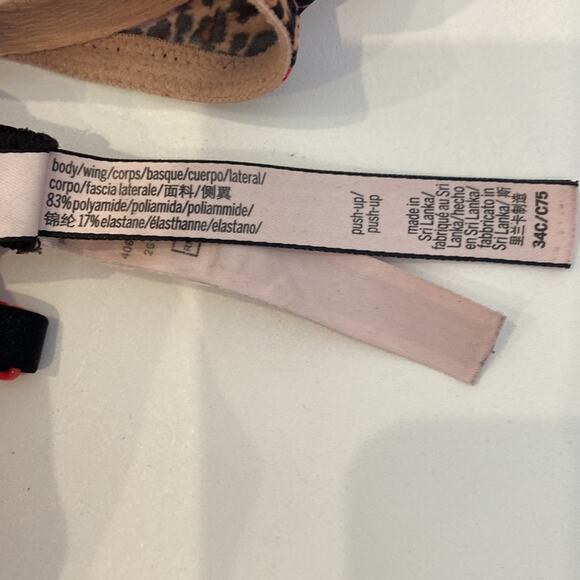 body/wing/corps/basque/cuerpo/lateral/
corpo/fascia laterale/面料/侧翼
83% polyamide/poliamida/poliammide/
锦纶 17% elastane/élasthanne/elastano/
push-up/
push-up
made in
Sri Lanka/
fabriqué au Sri
Lanka/hecho
en Sri Lanka/
fabbricato in
Sri Lanka/斯
里兰卡制造
34C/C75